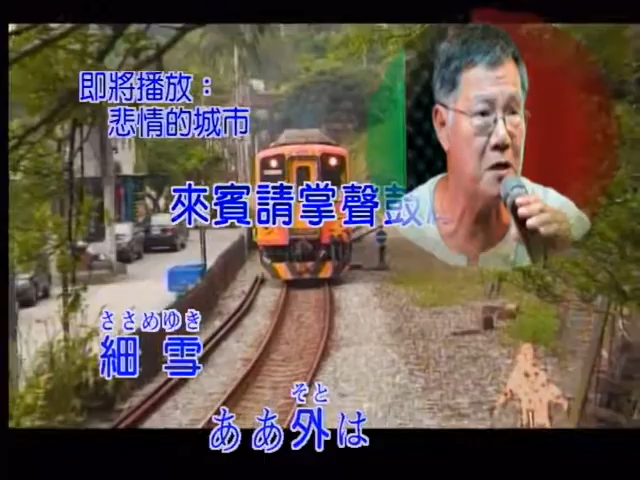 即將播放：
悲情的城市
來賓請掌聲鼓
ささめゆき
細雪
そと
ああ外は